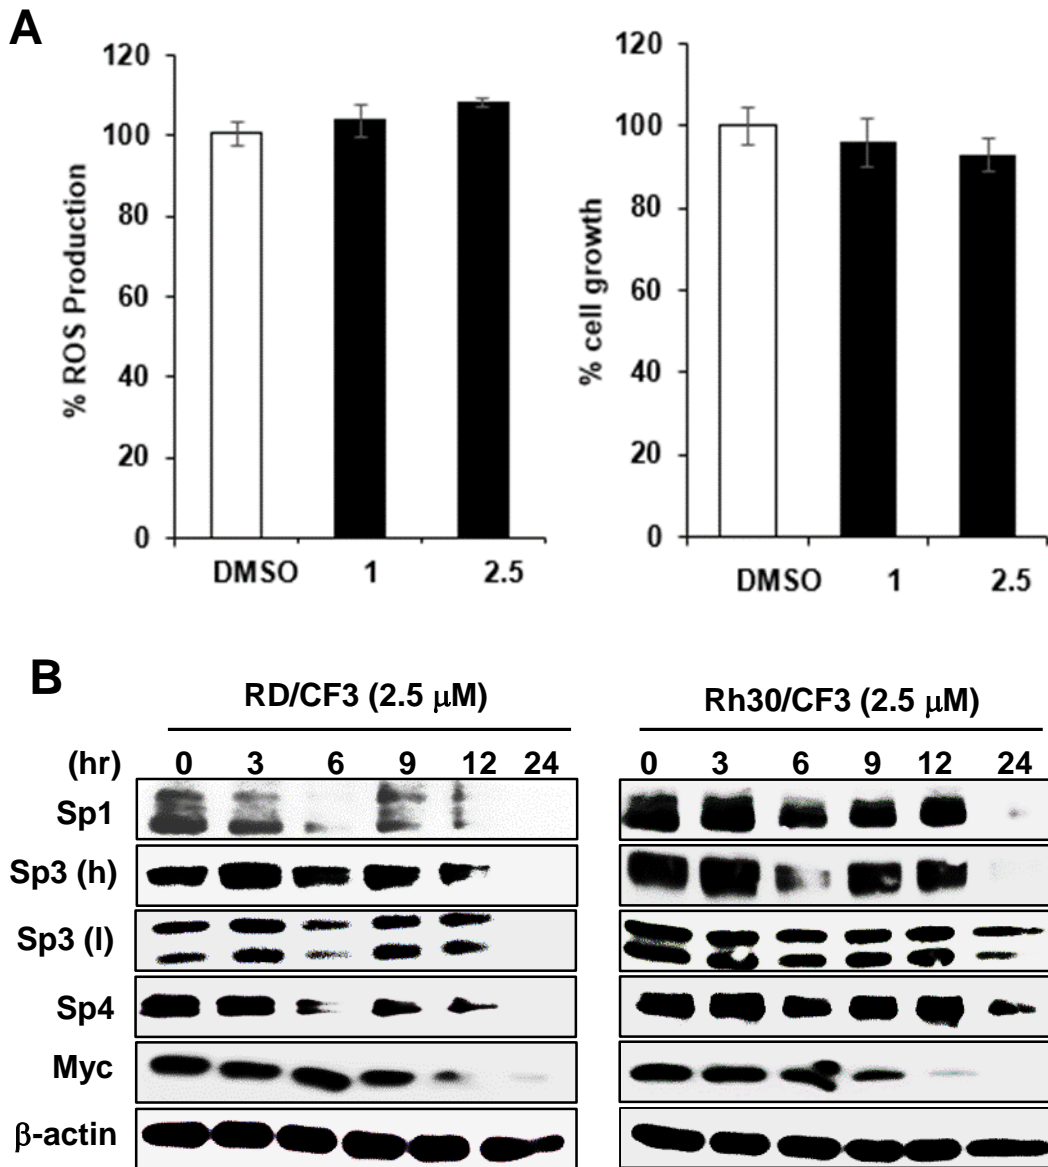 A
120
100
80
60
40
20
0
% ROS Production
DMSO 1 2.5
120
100
80
60
40
20
0
% cell growth
DMSO 1 2.5
B
RD/CF3 (2.5 μM)
Rh30/CF3 (2.5 μM)
(hr) 0 3 6 9 12 24
0 3 6 9 12 24
Sp1
Sp3 (h)
Sp3 (l)
Sp4
Myc
β-actin